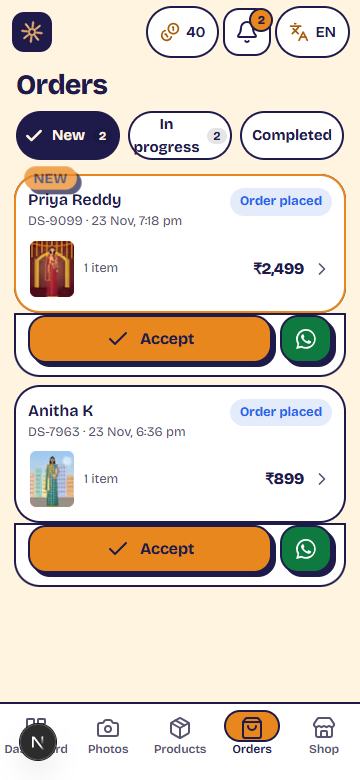 40
2
EN
Orders
New 2
In progress 2
Completed
NEW
Priya Reddy
Order placed
DS-9099 · 23 Nov, 7:18 pm
1 item
₹2,499
Accept
Anitha K
Order placed
DS-7963 · 23 Nov, 6:36 pm
1 item
₹899
Accept
N
Photos
Products
Orders
Shop